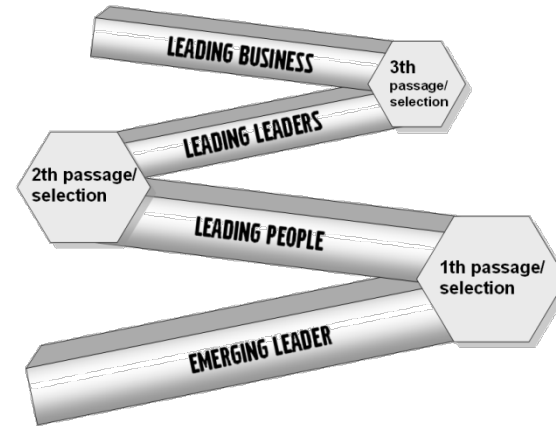 LEADING BUSINESS
3th
passage/
selection
LEADING LEADERS
2th passage/
selection
LEADING PEOPLE
1th passage/
selection
EMERGING LEADER